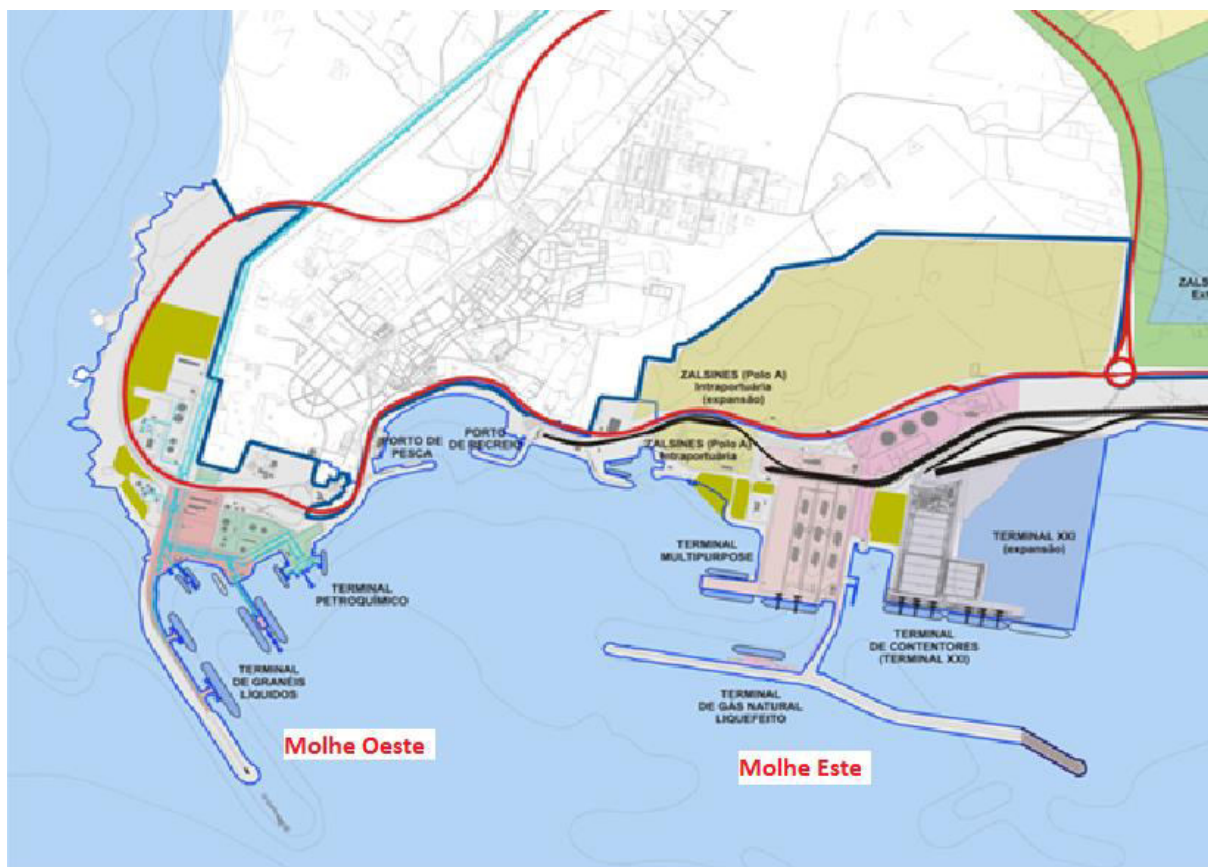 ZALSINES (Polo A)
Intraportuária
(expansão)
PORTO DE
PESCA
PORTO
DE RECREIO
ZALSINES (Polo A)
Intraportuária
TERMINAL XXI
(expansão)
TERMINAL
MULTIPURPOSE
TERMINAL
PETROQUÍMICO
TERMINAL
DE CONTENTORES
(TERMINAL XXI)
TERMINAL
DE GRANÉIS
LÍQUIDOS
TERMINAL
DE GÁS NATURAL
LIQUEFEITO
Molhe Oeste
Molhe Este